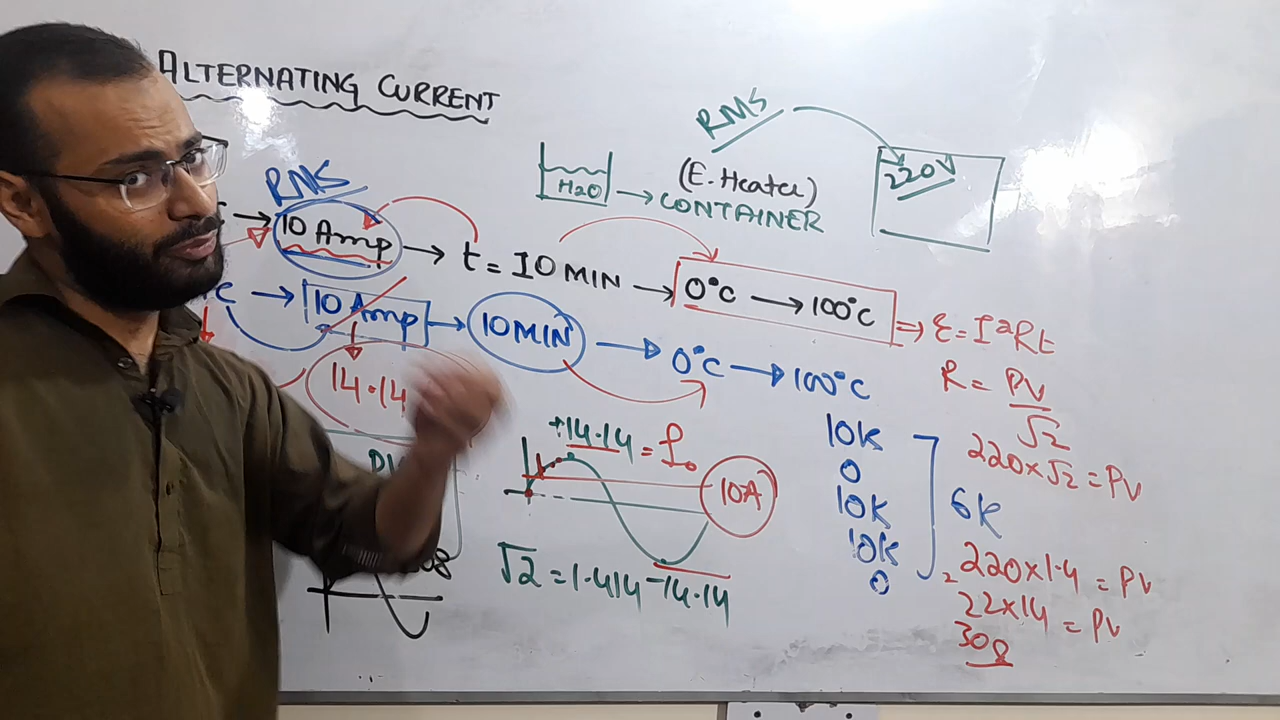 ALTERNATING CURRENT
RMS
220V
H2O → (E.Heater)
CONTAINER
RMS
→ 10 Amp → t = 10 MIN → 0°C → 100°C
⇒ E = I²Rt
C → 10 Amp → 10 MIN → 0°C → 100°C
14.14
R = PV
√2
220×√2 = PV
+14.14 = I₀
10A
√2 = 1.414
-14.14
10K
0
10K
10K
0
6K
220×1.4 = PV
22×14 = PV
308
08